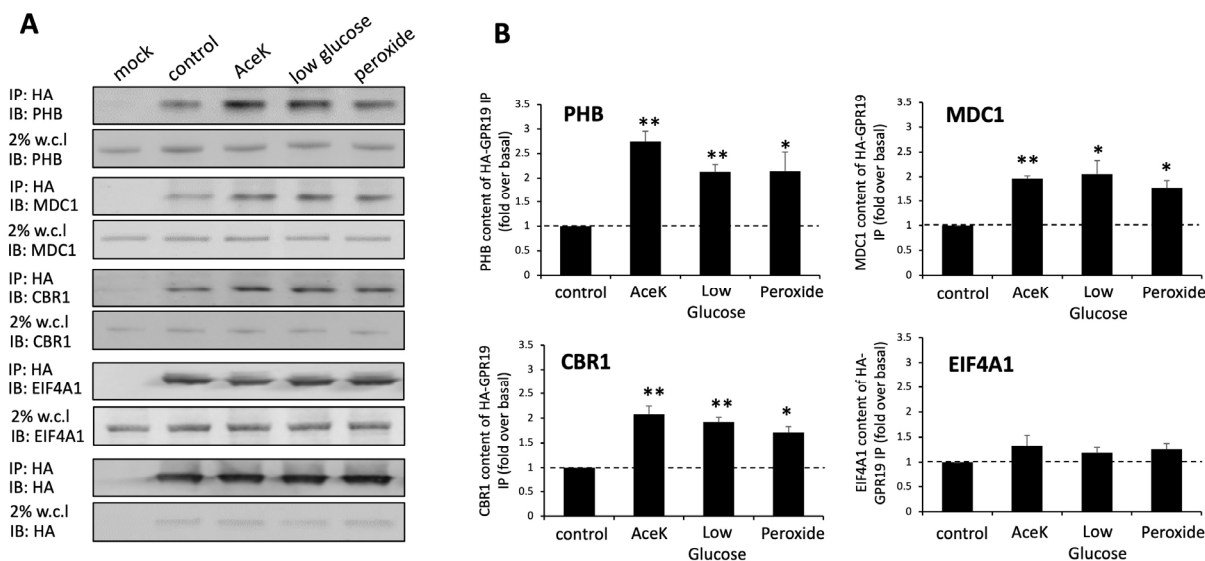 A
mock control AceK low glucose peroxide
IP: HA
IB: PHB
2% w.c.l
IB: PHB
IP: HA
IB: MDC1
2% w.c.l
IB: MDC1
IP: HA
IB: CBR1
2% w.c.l
IB: CBR1
IP: HA
IB: EIF4A1
2% w.c.l
IB: EIF4A1
IP: HA
IB: HA
2% w.c.l
IB: HA
B
PHB
PHB content of HA-GPR19 IP
(fold over basal)
3.5
3
2.5
2
1.5
1
0.5
0
** ** *
control AceK Low Peroxide
Glucose
MDC1
MDC1 content of HA-GPR19
IP (fold over basal)
3.5
3
2.5
2
1.5
1
0.5
0
** * *
control AceK Low Peroxide
Glucose
CBR1
CBR1 content of HA-GPR19
IP (fold over basal)
3.5
3
2.5
2
1.5
1
0.5
0
** ** *
control AceK Low Peroxide
Glucose
EIF4A1
EIF4A1 content of HA-
GPR19 IP (fold over basal)
3.5
3
2.5
2
1.5
1
0.5
0
control AceK Low Peroxide
Glucose